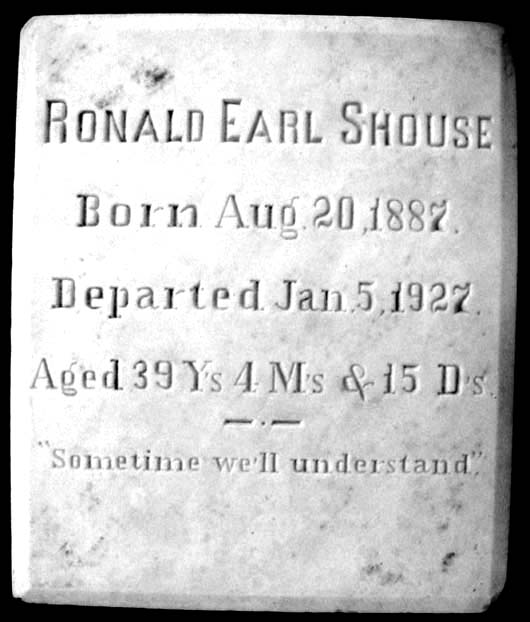 RONALD EARL SHOUSE
Born Aug. 20, 1887.
Departed Jan. 5, 1927.
Aged 39 Y's 4 M's & 15 D's.
"Sometime we'll understand."